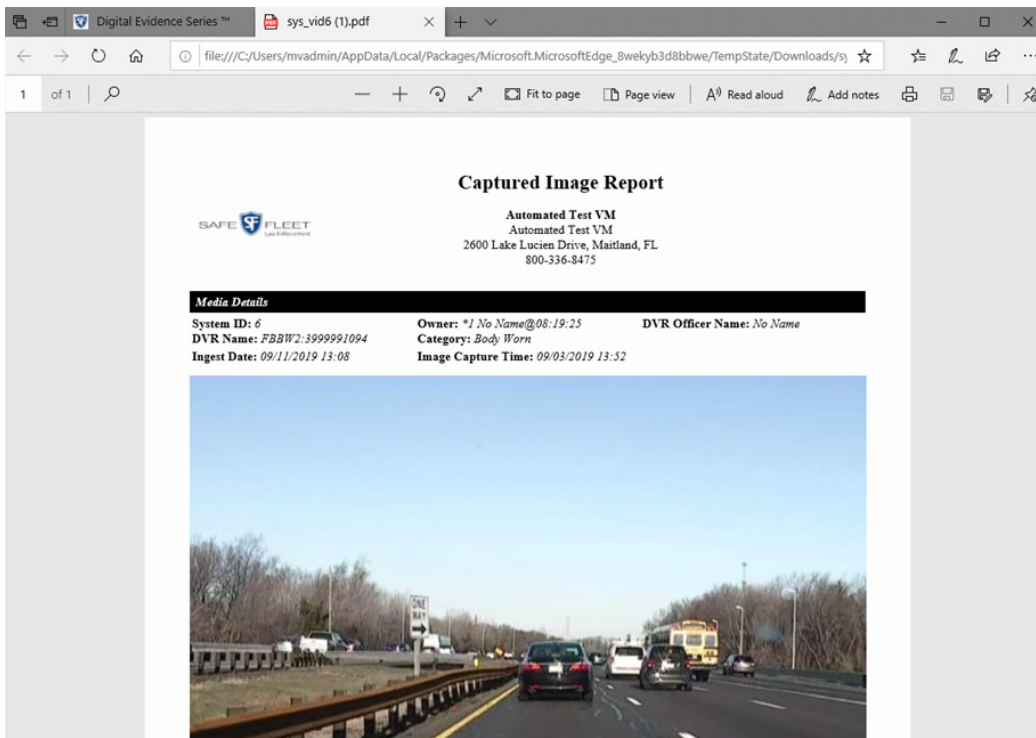 Digital Evidence Series ™
sys_vid6 (1).pdf
file:///C:/Users/mvadmin/AppData/Local/Packages/Microsoft.MicrosoftEdge_8wekyb3d8bbwe/TempState/Downloads/sy
1 of 1
Fit to page
Page view
Read aloud
Add notes
Captured Image Report
SAFE SF FLEET
Law Enforcement
Automated Test VM
Automated Test VM
2600 Lake Lucien Drive, Maitland, FL
800-336-8475
Media Details
System ID: 6 Owner: *1 No Name@08:19:25 DVR Officer Name: No Name
DVR Name: FBBW2:3999991094 Category: Body Worn
Ingest Date: 09/11/2019 13:08 Image Capture Time: 09/03/2019 13:52
ONE
WAY